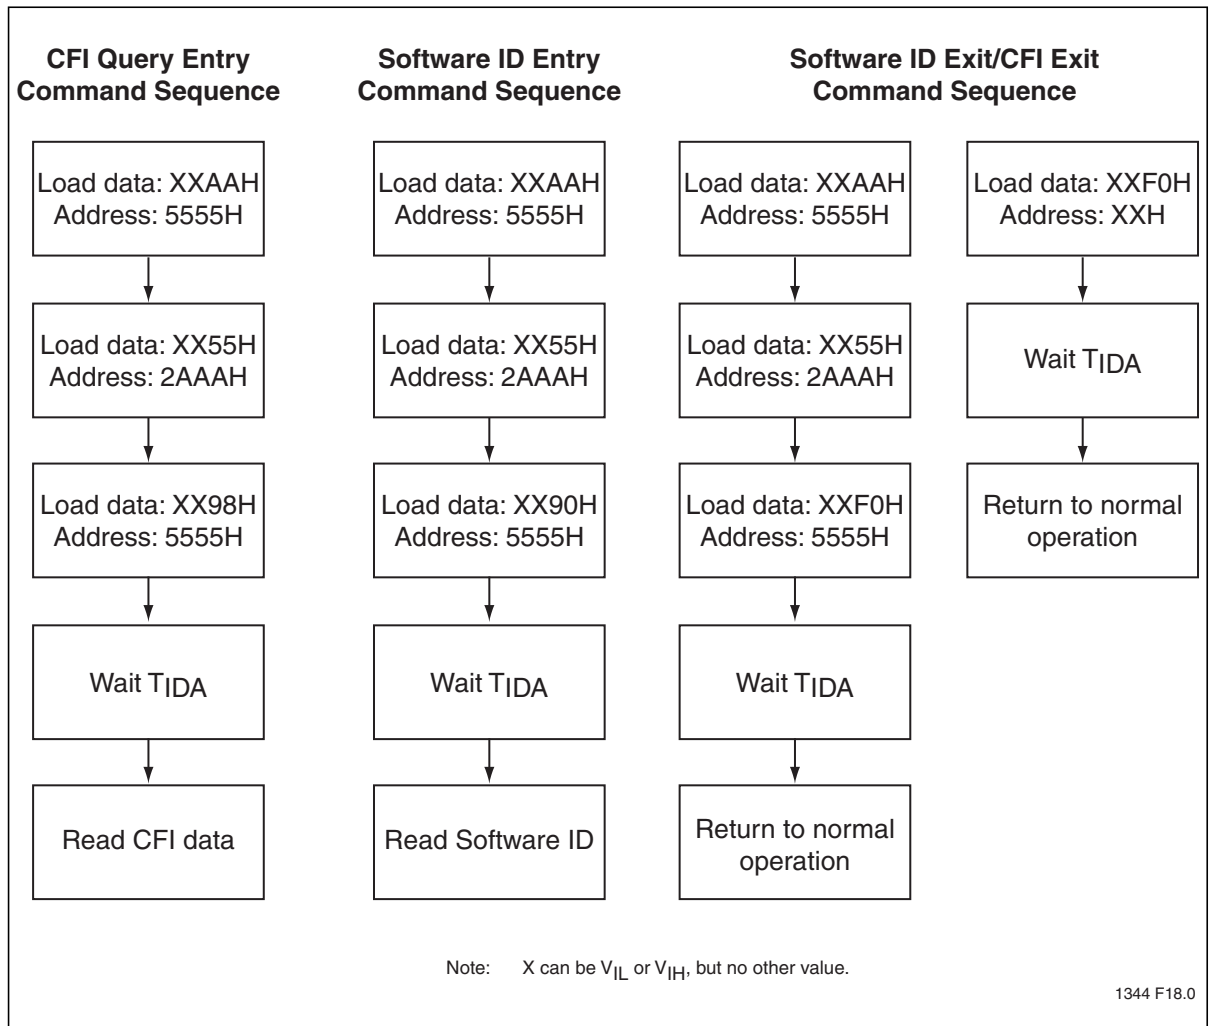 CFI Query Entry
Command Sequence
Load data: XXAAH
Address: 5555H
Load data: XX55H
Address: 2AAAH
Load data: XX98H
Address: 5555H
Wait TIDA
Read CFI data
Software ID Entry
Command Sequence
Load data: XXAAH
Address: 5555H
Load data: XX55H
Address: 2AAAH
Load data: XX90H
Address: 5555H
Wait TIDA
Read Software ID
Software ID Exit/CFI Exit
Command Sequence
Load data: XXAAH
Address: 5555H
Load data: XX55H
Address: 2AAAH
Load data: XXF0H
Address: 5555H
Wait TIDA
Return to normal
operation
Load data: XXF0H
Address: XXH
Wait TIDA
Return to normal
operation
Note: X can be VIL or VIH, but no other value.
1344 F18.0